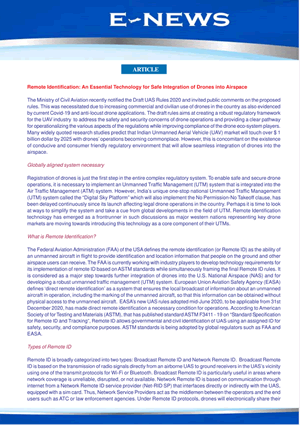 E-NEWS
ARTICLE
Remote Identification: An Essential Technology for Safe Integration of Drones into Airspace
The Ministry of Civil Aviation recently notified the Draft UAS Rules 2020 and invited public comments on the proposed
rules. This was necessitated due to increasing commercial and civilian use of drones in the country as also evidenced
by current Covid-19 and anti-locust drone applications. The draft rules aims at creating a robust regulatory framework
for the UAV industry to address the safety and security concerns of drone operations and providing a clear pathway
for operationalizing the various aspects of the regulations while improving compliance of the drone eco-system players.
Many widely quoted research studies predict that Indian Unmanned Aerial Vehicle (UAV) market will touch over $ 1
billion dollar by 2025 with drones' operations becoming commonplace. However, this is concomitant on the existence
of conducive and consumer friendly regulatory environment that will allow seamless integration of drones into the
airspace.
Globally aligned system necessary
Registration of drones is just the first step in the entire complex regulatory system. To enable safe and secure drone
operations, it is necessary to implement an Unmanned Traffic Management (UTM) system that is integrated into the
Air Traffic Management (ATM) system. However, India's unique one-stop national Unmanned Traffic Management
(UTM) system called the "Digital Sky Platform" which will also implement the No Permission No Takeoff clause, has
been delayed continuously since its launch affecting legal drone operations in the country. Perhaps it is time to look
at ways to simplify the system and take a cue from global developments in the field of UTM. Remote Identification
technology has emerged as a frontrunner in such discussions as major western nations representing key drone
markets are moving towards introducing this technology as a core component of their UTMs.
What is Remote Identification?
The Federal Aviation Administration (FAA) of the USA defines the remote identification (or Remote ID) as the ability of
an unmanned aircraft in flight to provide identification and location information that people on the ground and other
airspace users can receive. The FAA is currently working with industry players to develop technology requirements for
its implementation of remote ID based on ASTM standards while simultaneously framing the final Remote ID rules. It
is considered as a major step towards further integration of drones into the U.S. National Airspace (NAS) and for
developing a robust unmanned traffic management (UTM) system. European Union Aviation Safety Agency (EASA)
defines 'direct remote identification' as a system that ensures the local broadcast of information about an unmanned
aircraft in operation, including the marking of the unmanned aircraft, so that this information can be obtained without
physical access to the unmanned aircraft. EASA's new UAS rules adopted mid June 2020, to be applicable from 31st
December 2020, has made direct remote identification a necessary condition for operations. According to American
Society of Testing and Materials (ASTM), that has published standard ASTM F3411 - 19 on "Standard Specification
for Remote ID and Tracking", Remote ID allows governmental and civil identification of UAS using an assigned ID for
safety, security, and compliance purposes. ASTM standards is being adopted by global regulators such as FAA and
EASA.
Types of Remote ID
Remote ID is broadly categorized into two types: Broadcast Remote ID and Network Remote ID. Broadcast Remote
ID is based on the transmission of radio signals directly from an airborne UAS to ground receivers in the UAS's vicinity
using one of the transmit protocols for Wi-Fi or Bluetooth. Broadcast Remote ID is particularly useful in areas where
network coverage is unreliable, disrupted, or not available. Network Remote ID is based on communication through
internet from a Network Remote ID service provider (Net-RID SP) that interfaces directly or indirectly with the UAS,
equipped with a sim card. Thus, Network Service Providers act as the middlemen between the operators and the end
users such as ATC or law enforcement agencies. Under Remote ID protocols, drones will electronically share their